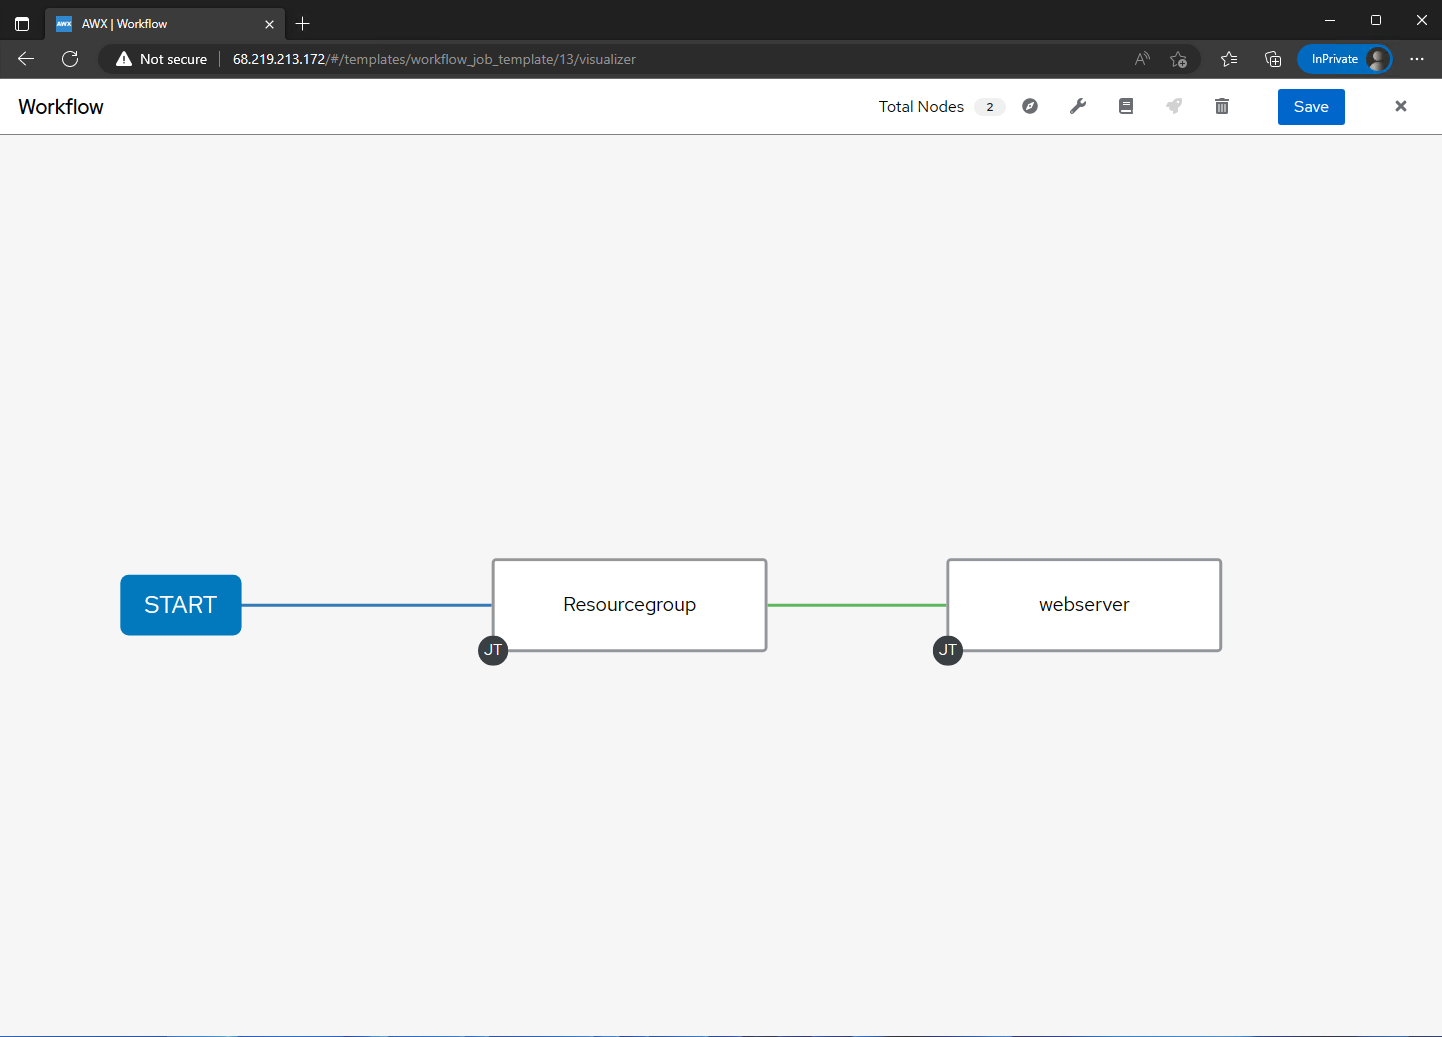 AWX AWX | Workflow
Not secure 68.219.213.172/#/templates/workflow_job_template/13/visualizer InPrivate
Workflow Total Nodes 2 Save
START Resourcegroup webserver
JT JT